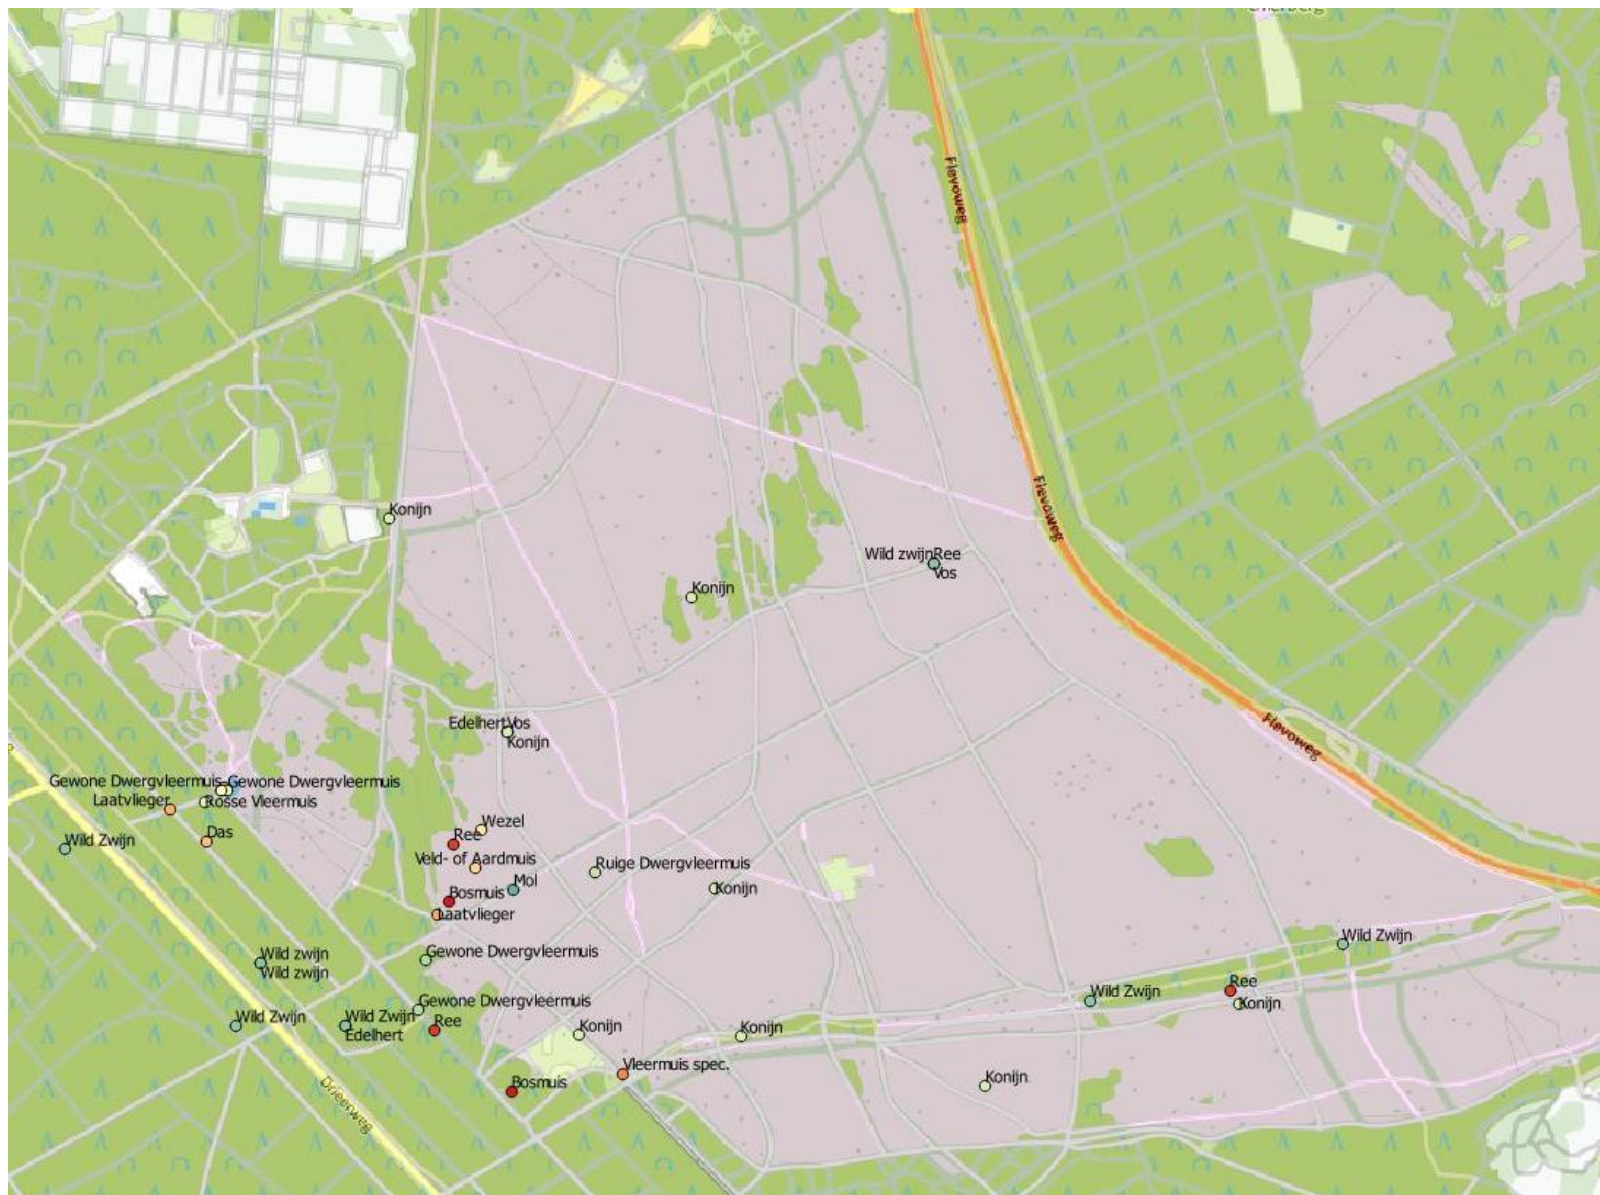 Flevoweg
Flevoweg
Konijn
Wild zwijn Ree
Vos
Konijn
Edelhert Vos
Konijn
Flevoweg
Gewone Dwergvleermuis Gewone Dwergvleermuis
Laatvlieger Rosse Vleermuis
Das
Wild Zwijn
Wezel
Ree
Veld- of Aardmuis
Ruige Dwergvleermuis
Mol
Konijn
Bosmuis
Laatvlieger
Wild Zwijn
Gewone Dwergvleermuis
Wild zwijn
Wild zwijn
Ree
Wild Zwijn
Konijn
Gewone Dwergvleermuis
Wild Zwijn
Wild Zwijn
Edelhert
Ree
Konijn
Konijn
Vleermuis spec.
Konijn
Bosmuis
Drieerweg